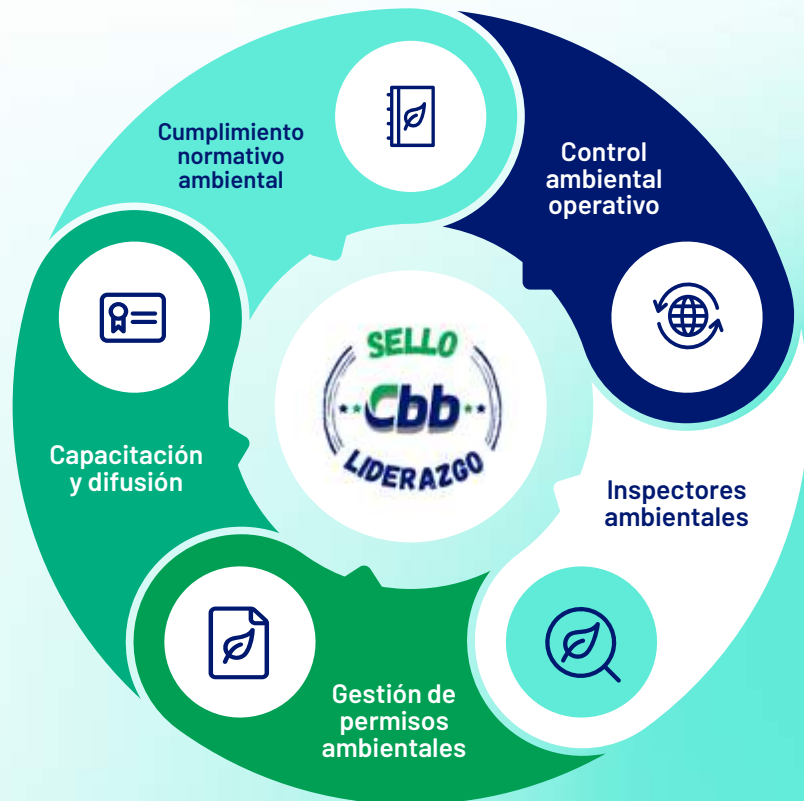 Cumplimiento
normativo
ambiental
Control
ambiental
operativo
SELLO
Cbb
LIDERAZGO
Capacitación
y difusión
Inspectores
ambientales
Gestión de
permisos
ambientales